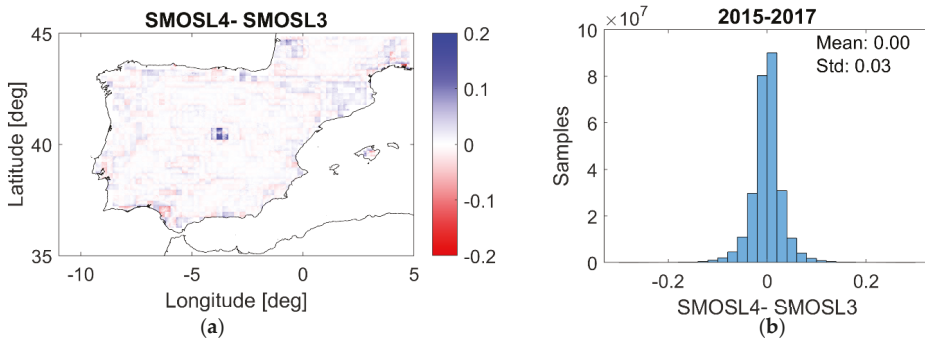 SMOSL4- SMOSL3
45
40
35
Latitude [deg]
-10
-5
0
5
Longitude [deg]
0.2
0.1
0
-0.1
-0.2
(a)
2015-2017
×10⁷
Mean: 0.00
Std: 0.03
10
8
6
4
2
0
Samples
-0.2
0
0.2
SMOSL4- SMOSL3
(b)